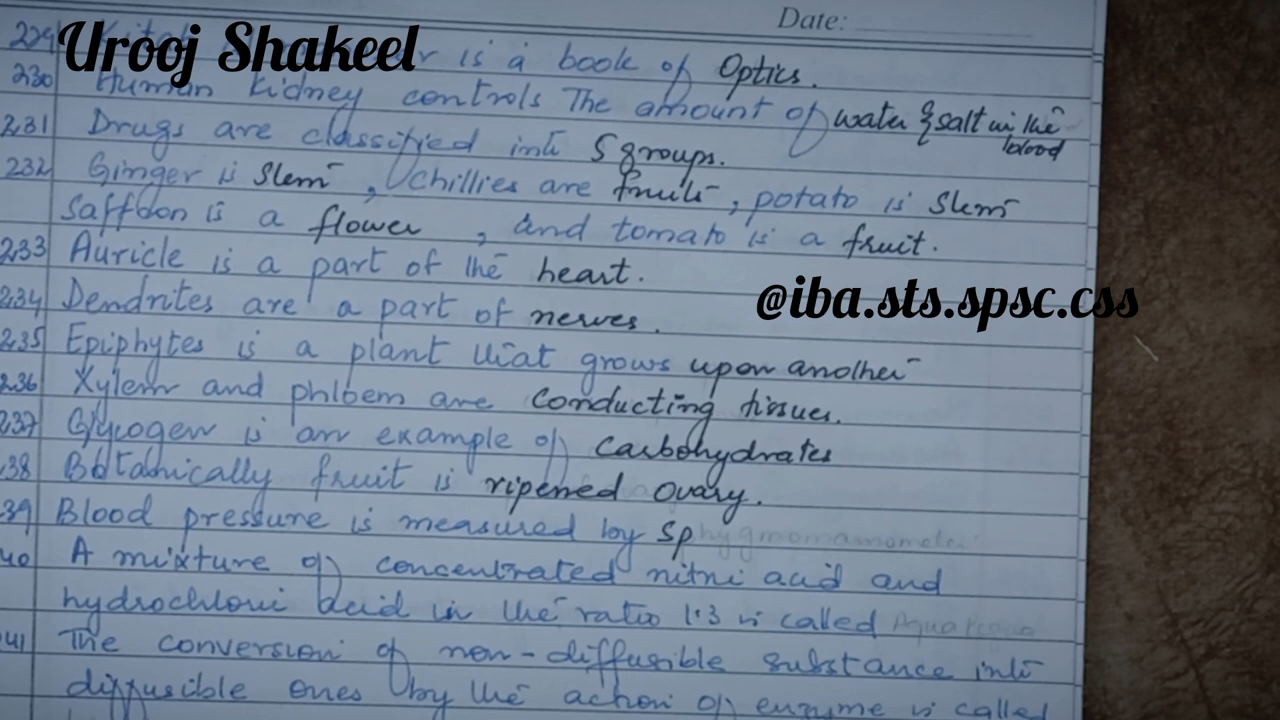 Date:
Urooj Shakeel
229 is a book of Optics.
230 Human Kidney controls The amount of water & salt in the
blood
231 Drugs are classified into 5 groups.
232 Ginger is stem, chillies are fruits, potato is stem
Saffdon is a flower, and tomato is a fruit.
233 Auricle is a part of the heart.
@iba.sts.spsc.css
234 Dendrites are a part of nerves.
235 Epiphytes is a plant that grows upon another
236 Xylem and phloem are conducting tissues.
237 Glycogen is an example of carbohydrates
38 Botanically fruit is ripened ovary.
39 Blood pressure is measured by Sp
40 A mixture of concentrated nitric acid and
hydrochloric acid in the ratio 1:3 is called Aqua
41 The conversion of non-diffusible substance into
diffusible ones by the action of enzyme is called